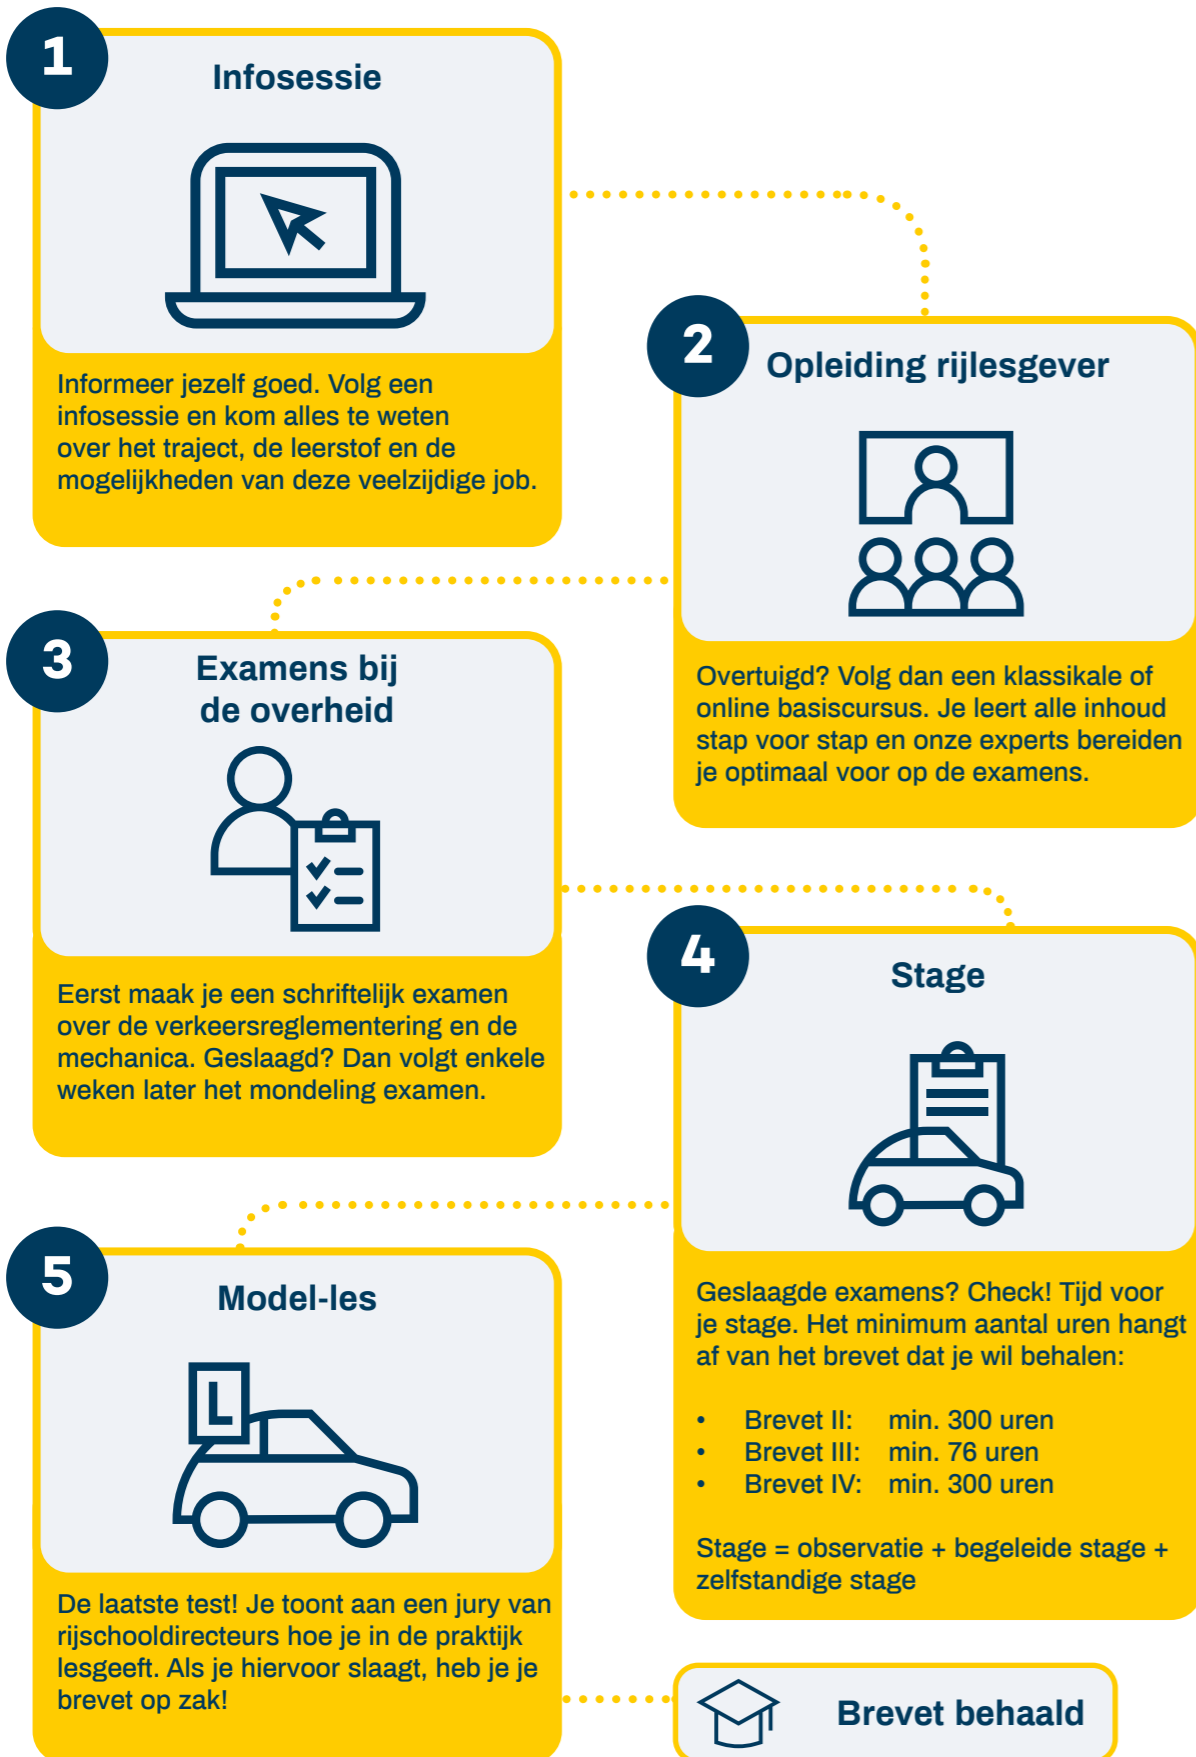 1
Infosessie
Informeer jezelf goed. Volg een
infosessie en kom alles te weten
over het traject, de leerstof en de
mogelijkheden van deze veelzijdige job.
2
Opleiding rijlesgever
Overtuigd? Volg dan een klassikale of
online basiscursus. Je leert alle inhoud
stap voor stap en onze experts bereiden
je optimaal voor op de examens.
3
Examens bij
de overheid
Eerst maak je een schriftelijk examen
over de verkeersreglementering en de
mechanica. Geslaagd? Dan volgt enkele
weken later het mondeling examen.
4
Stage
Geslaagde examens? Check! Tijd voor
je stage. Het minimum aantal uren hangt
af van het brevet dat je wil behalen:
• Brevet II: min. 300 uren
• Brevet III: min. 76 uren
• Brevet IV: min. 300 uren
Stage = observatie + begeleide stage +
zelfstandige stage
5
Model-les
L
De laatste test! Je toont aan een jury van
rijschooldirecteurs hoe je in de praktijk
lesgeeft. Als je hiervoor slaagt, heb je je
brevet op zak!
Brevet behaald